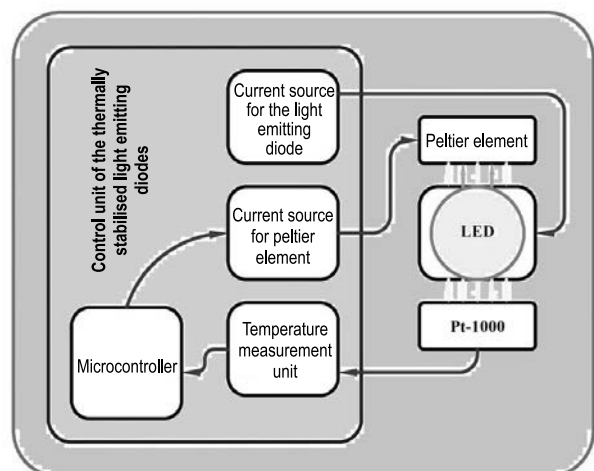 Control unit of the thermally
stabilised light emitting
diodes
Current source
for the light
emitting
diode
Peltier element
Current source
for peltier
element
LED
Microcontroller
Temperature
measurement
unit
Pt-1000